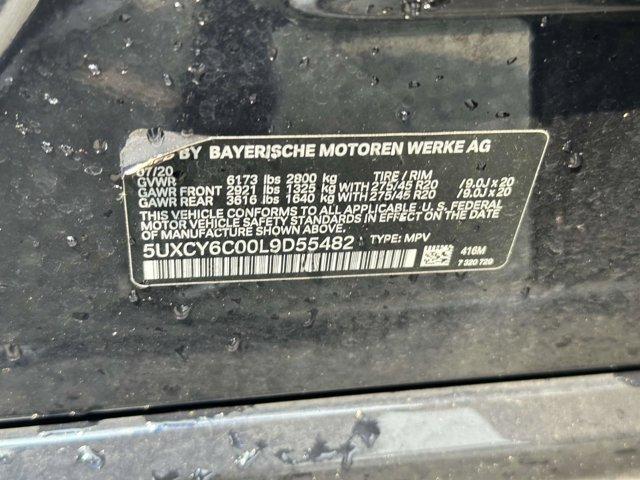 BY BAYERISCHE MOTOREN WERKE AG
07/20 TIRE / RIM
GVWR 6173 lbs 2800 kg
GAWR FRONT 2921 lbs 1325 kg WITH 275/45 R20 /9.0J x 20
GAWR REAR 3616 lbs 1640 kg WITH 275/45 R20 /9.0J x 20
THIS VEHICLE CONFORMS TO ALL APPLICABLE U. S. FEDERAL
MOTOR VEHICLE SAFETY STANDARDS IN EFFECT ON THE DATE
OF MANUFACTURE SHOWN ABOVE.
5UXCY6C00L9D55482 TYPE: MPV
416M
7 320 720